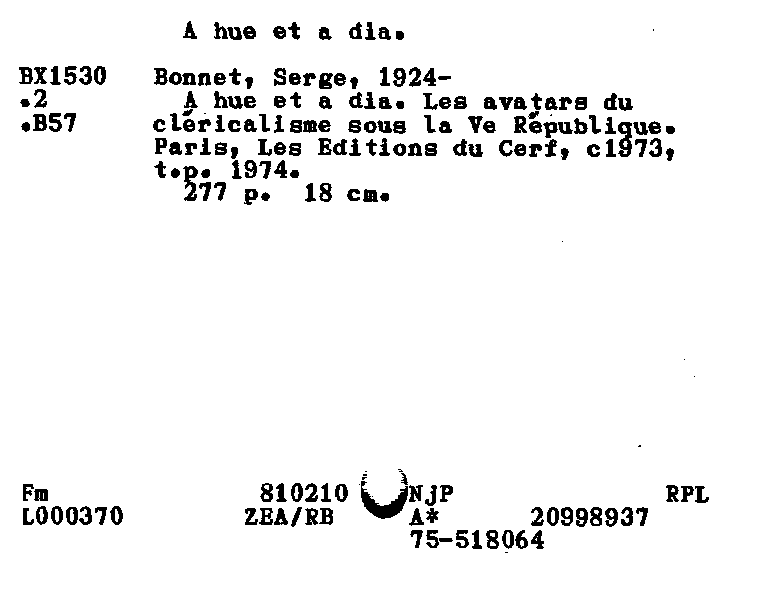 A hue et a dia.
BX1530 Bonnet, Serge, 1924-
.2 À hue et a dia. Les avatars du
.B57 cléricalisme sous la Ve République.
Paris, Les Editions du Cerf, c1973,
t.p. 1974.
277 p. 18 cm.
Fm 810210 NjP RPL
L000370 ZEA/RB A* 20998937
75-518064